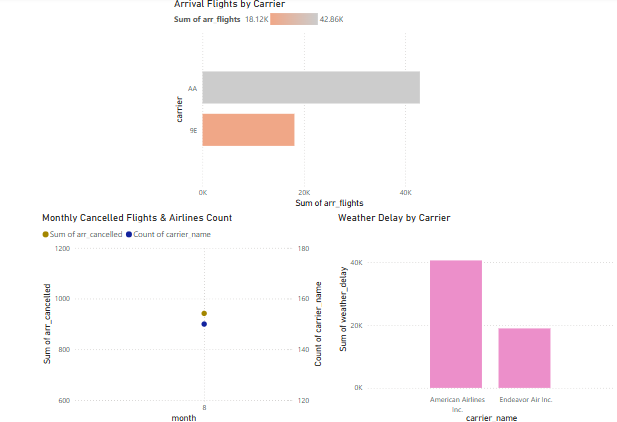 Arrival Flights by Carrier
Sum of arr_flights 18.12K 42.86K
carrier
AA
9E
0K 20K 40K
Sum of arr_flights
Monthly Cancelled Flights & Airlines Count
Sum of arr_cancelled Count of carrier_name
Sum of arr_cancelled
1200
1000
800
600
180
160
140
120
Count of carrier_name
8
month
Weather Delay by Carrier
Sum of weather_delay
40K
20K
0K
American Airlines
Inc.
Endeavor Air Inc.
carrier_name